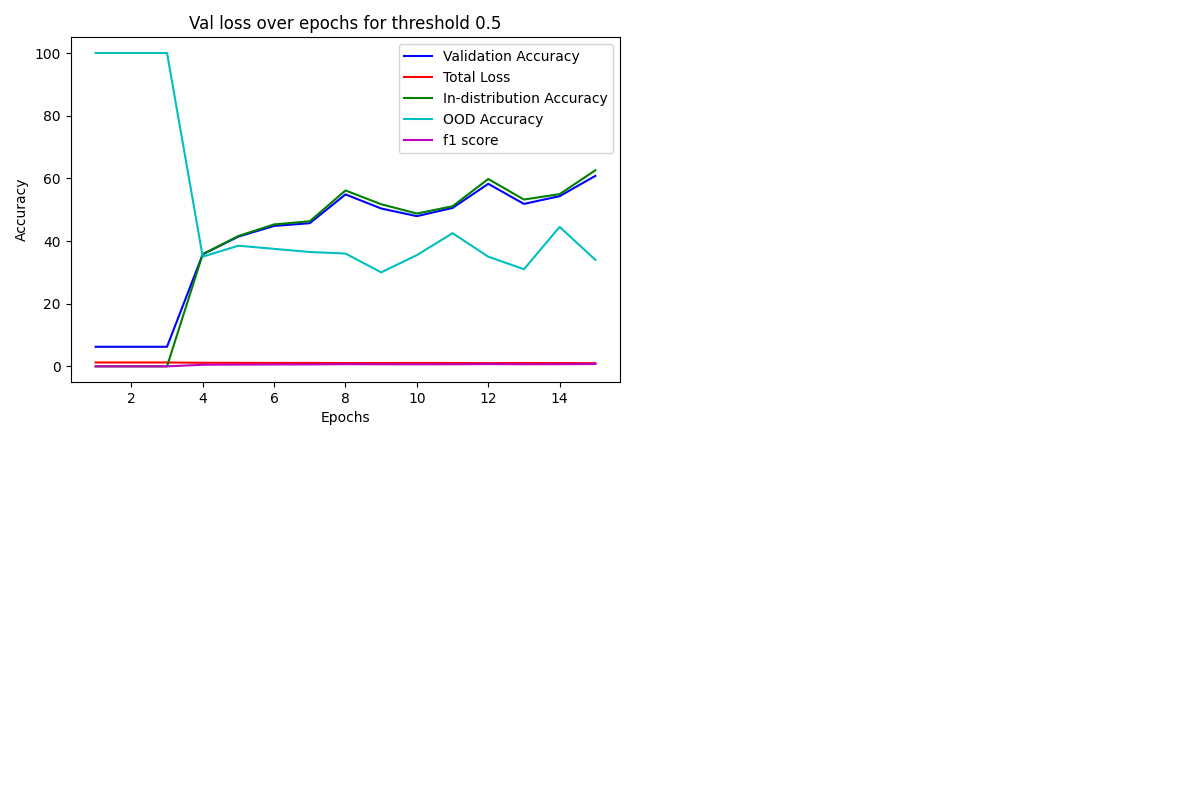 Val loss over epochs for threshold 0.5
Validation Accuracy
Total Loss
In-distribution Accuracy
OOD Accuracy
f1 score
Accuracy
100
80
60
40
20
0
2 4 6 8 10 12 14
Epochs